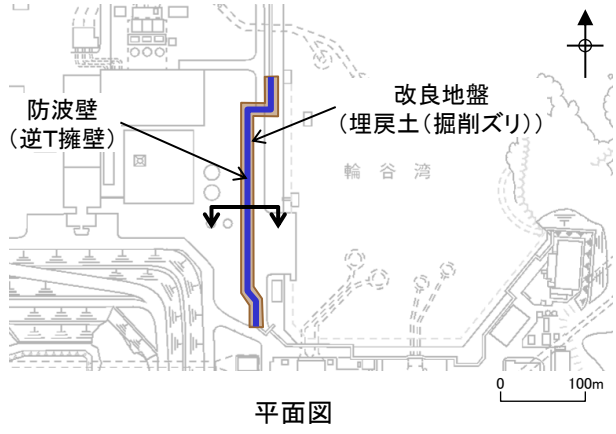 防波壁
(逆T擁壁)
改良地盤
(埋戻土(掘削ズリ))
輪谷湾
0 100m
平面図